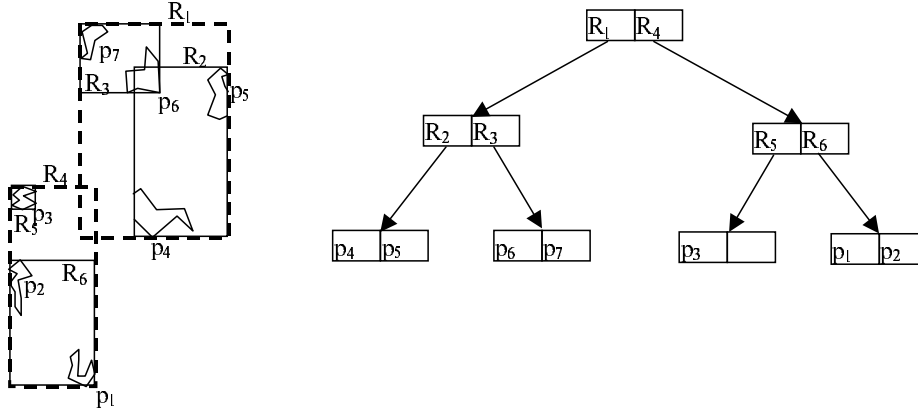 R₁
p₇
R₂
R₃
p₆
p₅
R₄
p₃
R₅
p₄
R₆
p₂
p₁
R₁ R₄
R₂ R₃
R₅ R₆
p₄ p₅
p₆ p₇
p₃
p₁ p₂